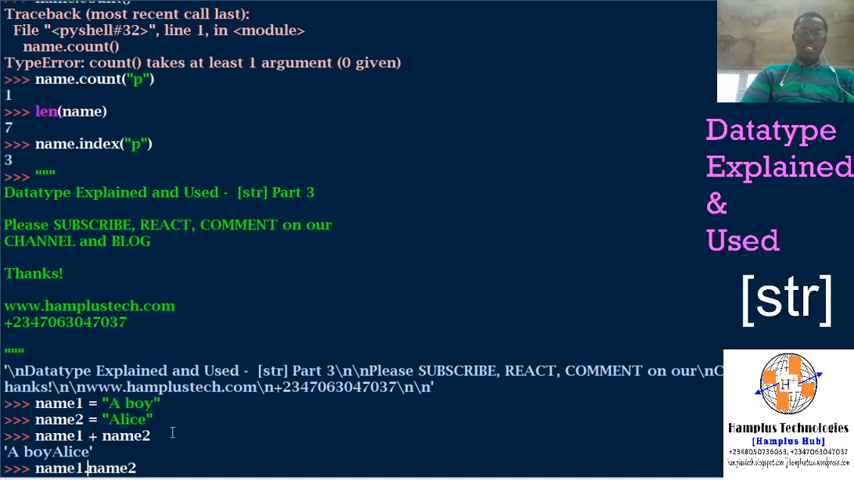 Traceback (most recent call last):
File "<pyshell#32>", line 1, in <module>
name.count()
TypeError: count() takes at least 1 argument (0 given)
>>> name.count("p")
1
>>> len(name)
7
>>> name.index("p")
3
>>> """
Datatype Explained and Used -  [str] Part 3
Please SUBSCRIBE, REACT, COMMENT on our
CHANNEL and BLOG
Thanks!
www.hamplustech.com
+2347063047037
"""
'\nDatatype Explained and Used -  [str] Part 3\n\nPlease SUBSCRIBE, REACT, COMMENT on our\nC
hanks!\n\nwww.hamplustech.com\n+2347063047037\n\n'
>>> name1 = "A boy"
>>> name2 = "Alice"
>>> name1 + name2
'A boyAlice'
>>> name1.name2
Datatype
Explained
&
Used
[str]
H+
Hamplus Technologies
[Hamplus Hub]
+2348050736053, +2347063047037